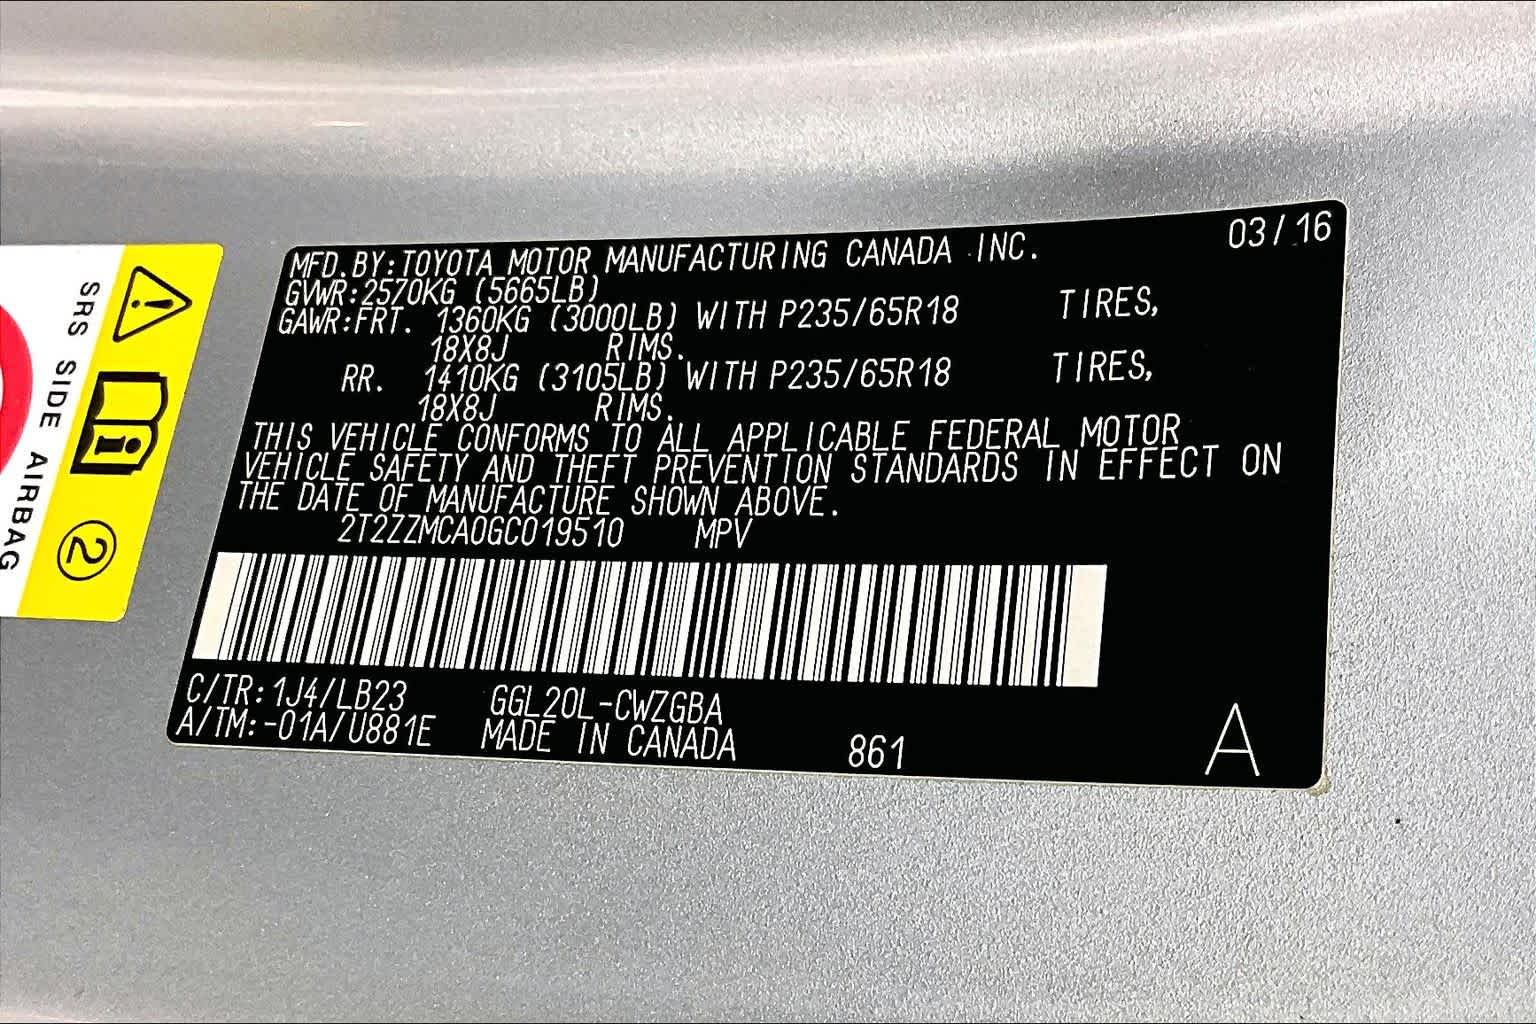 MFD.BY:TOYOTA MOTOR MANUFACTURING CANADA INC. 03/16
GVWR:2570KG (5665LB)
GAWR:FRT. 1360KG (3000LB) WITH P235/65R18 TIRES,
18X8J RIMS.
RR. 1410KG (3105LB) WITH P235/65R18 TIRES,
18X8J RIMS.
THIS VEHICLE CONFORMS TO ALL APPLICABLE FEDERAL MOTOR
VEHICLE SAFETY AND THEFT PREVENTION STANDARDS IN EFFECT ON
THE DATE OF MANUFACTURE SHOWN ABOVE.
2T2ZZMCA0GC019510 MPV
C/TR:1J4/LB23 GGL20L-CWZGBA
A/TM:-01A/U881E MADE IN CANADA 861 A
SRS SIDE AIRBAG
2